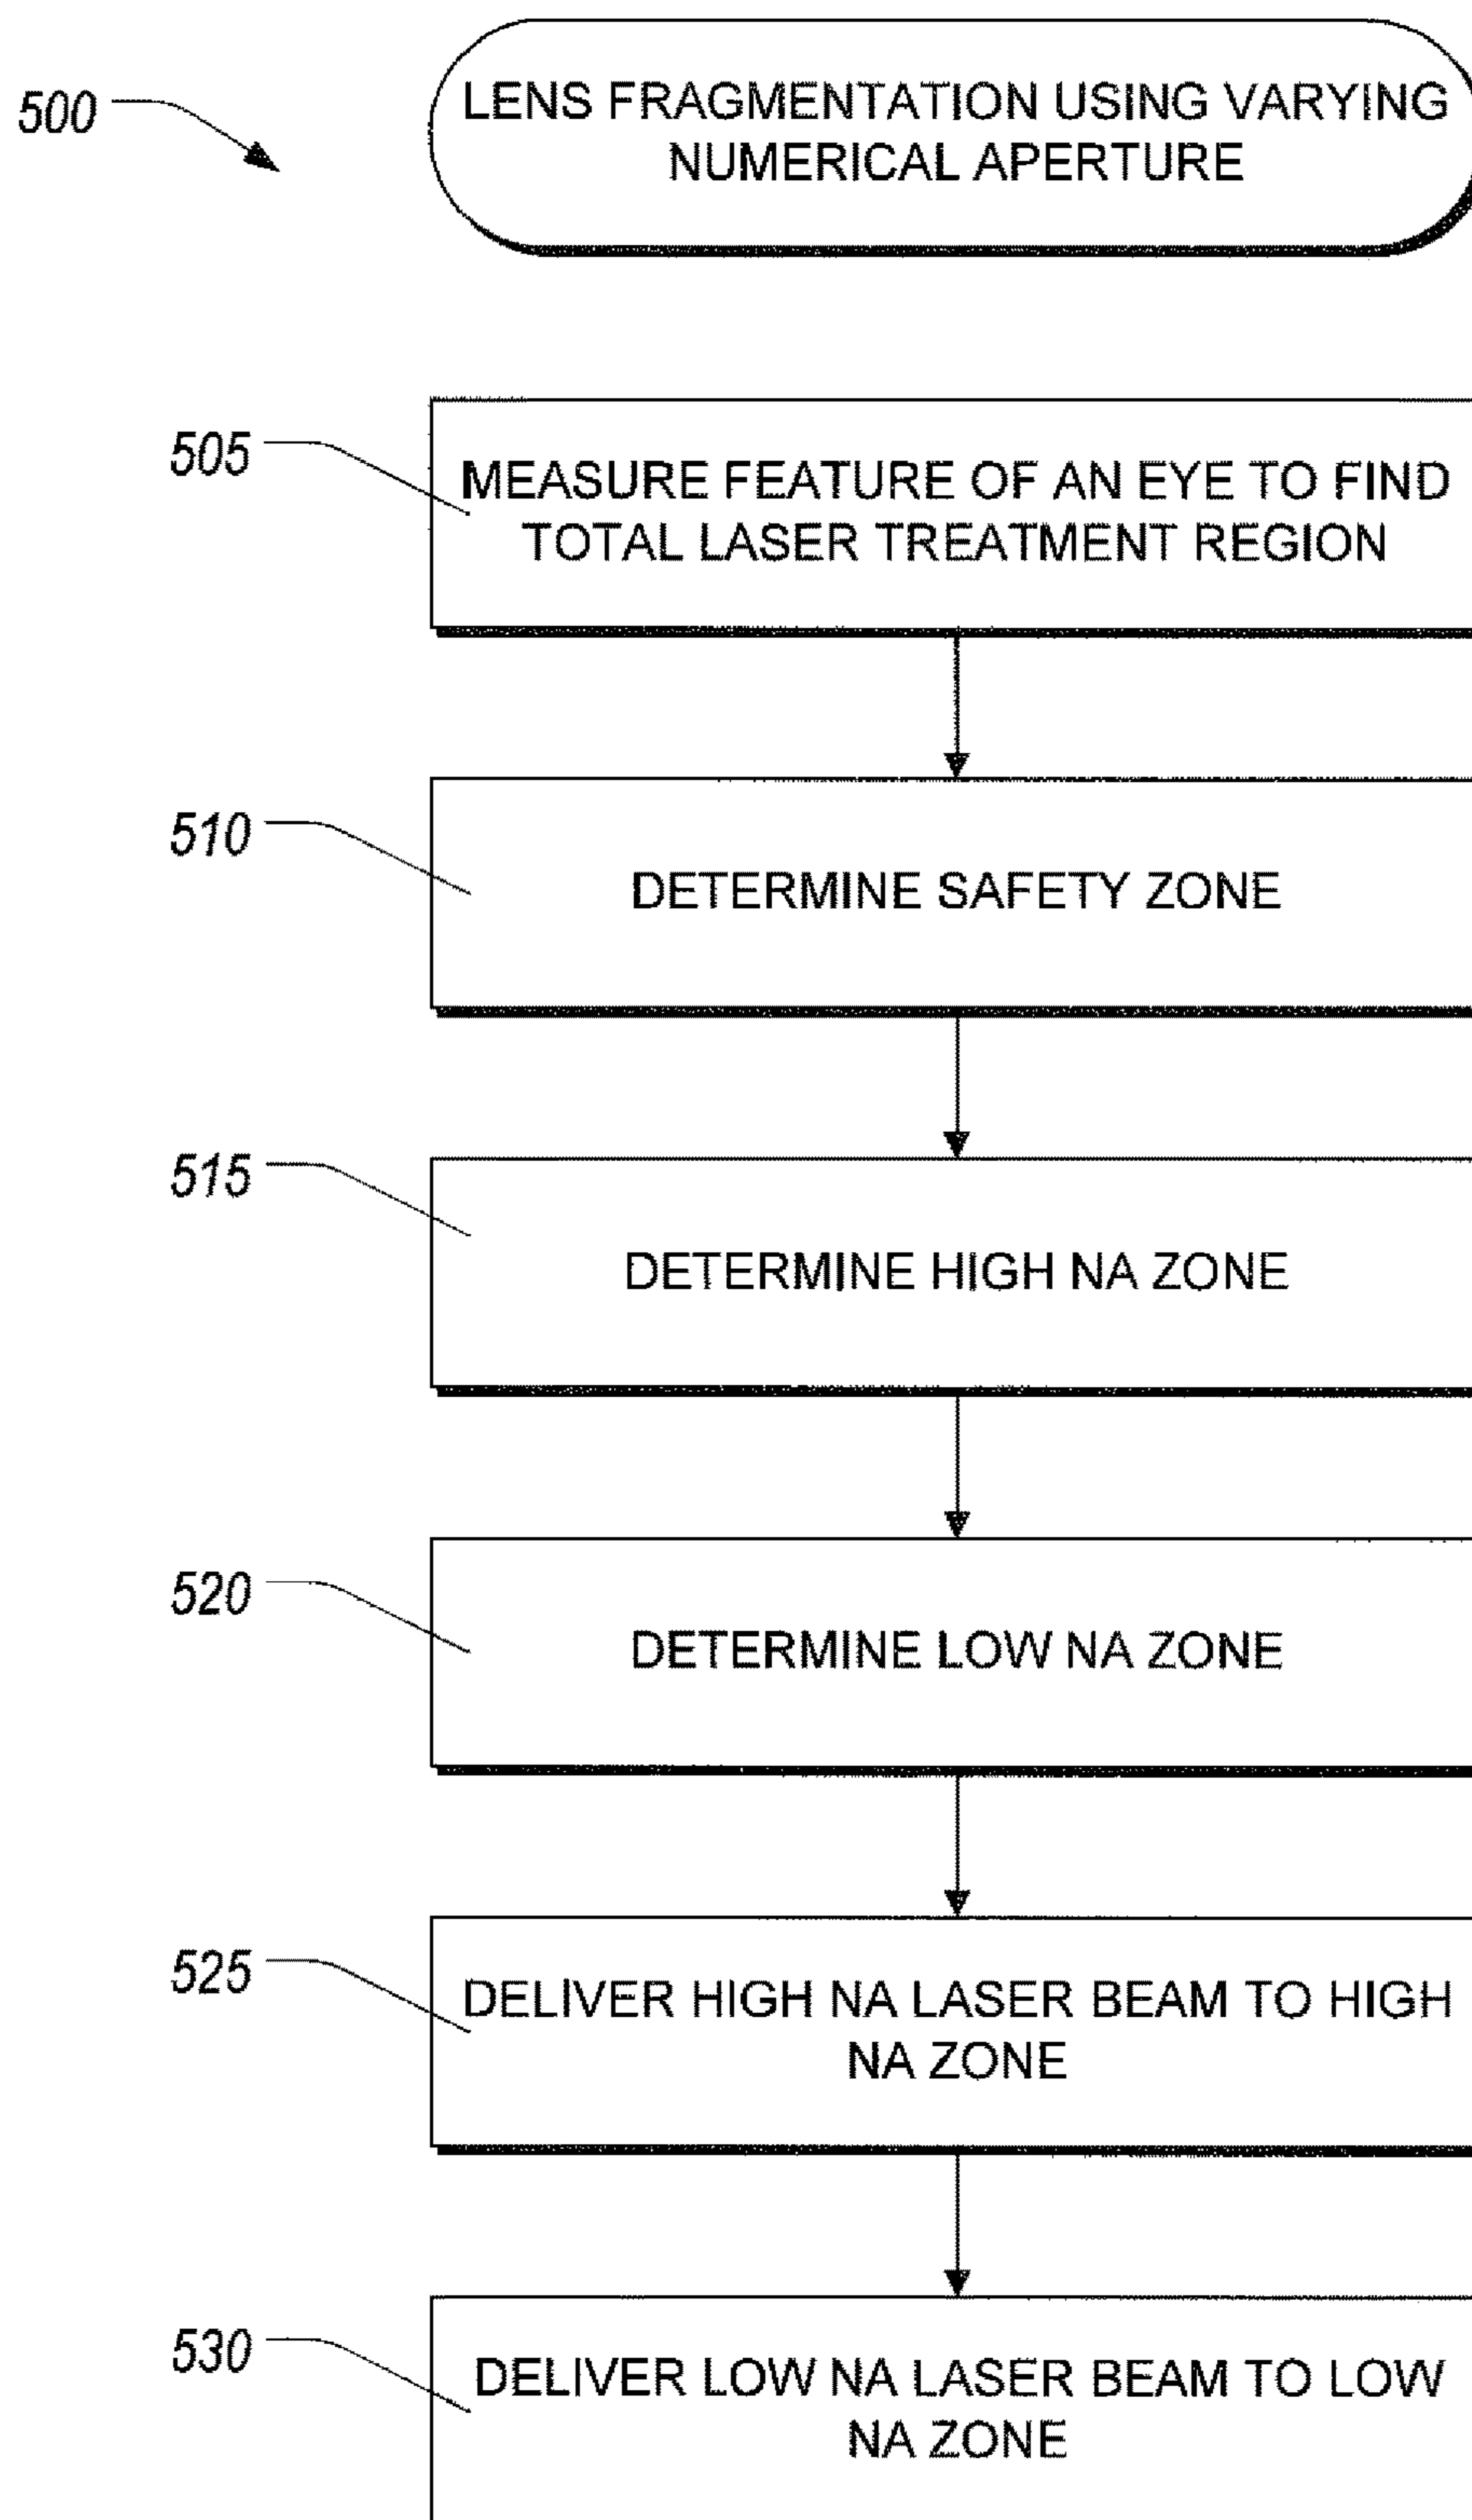 500
LENS FRAGMENTATION USING VARYING
NUMERICAL APERTURE
505
MEASURE FEATURE OF AN EYE TO FIND
TOTAL LASER TREATMENT REGION
510
DETERMINE SAFETY ZONE
515
DETERMINE HIGH NA ZONE
520
DETERMINE LOW NA ZONE
525
DELIVER HIGH NA LASER BEAM TO HIGH
NA ZONE
530
DELIVER LOW NA LASER BEAM TO LOW
NA ZONE